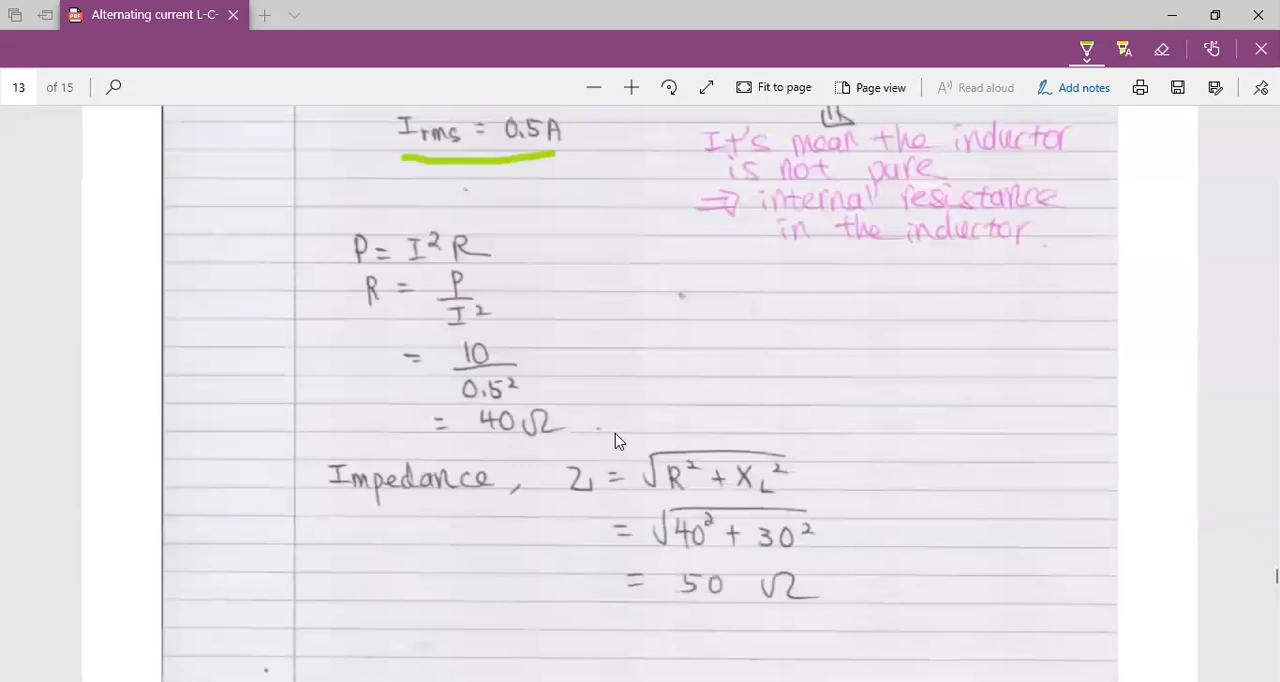 Alternating current L-C-
13 of 15
Fit to page
Page view
Read aloud
Add notes
Irms = 0.5A
It's mean the inductor
is not pure
⇒ internal resistance
in the inductor
P = I² R
R = P / I²
= 10 / 0.5²
= 40Ω
Impedance, Z = √R² + XL²
= √40² + 30²
= 50 Ω